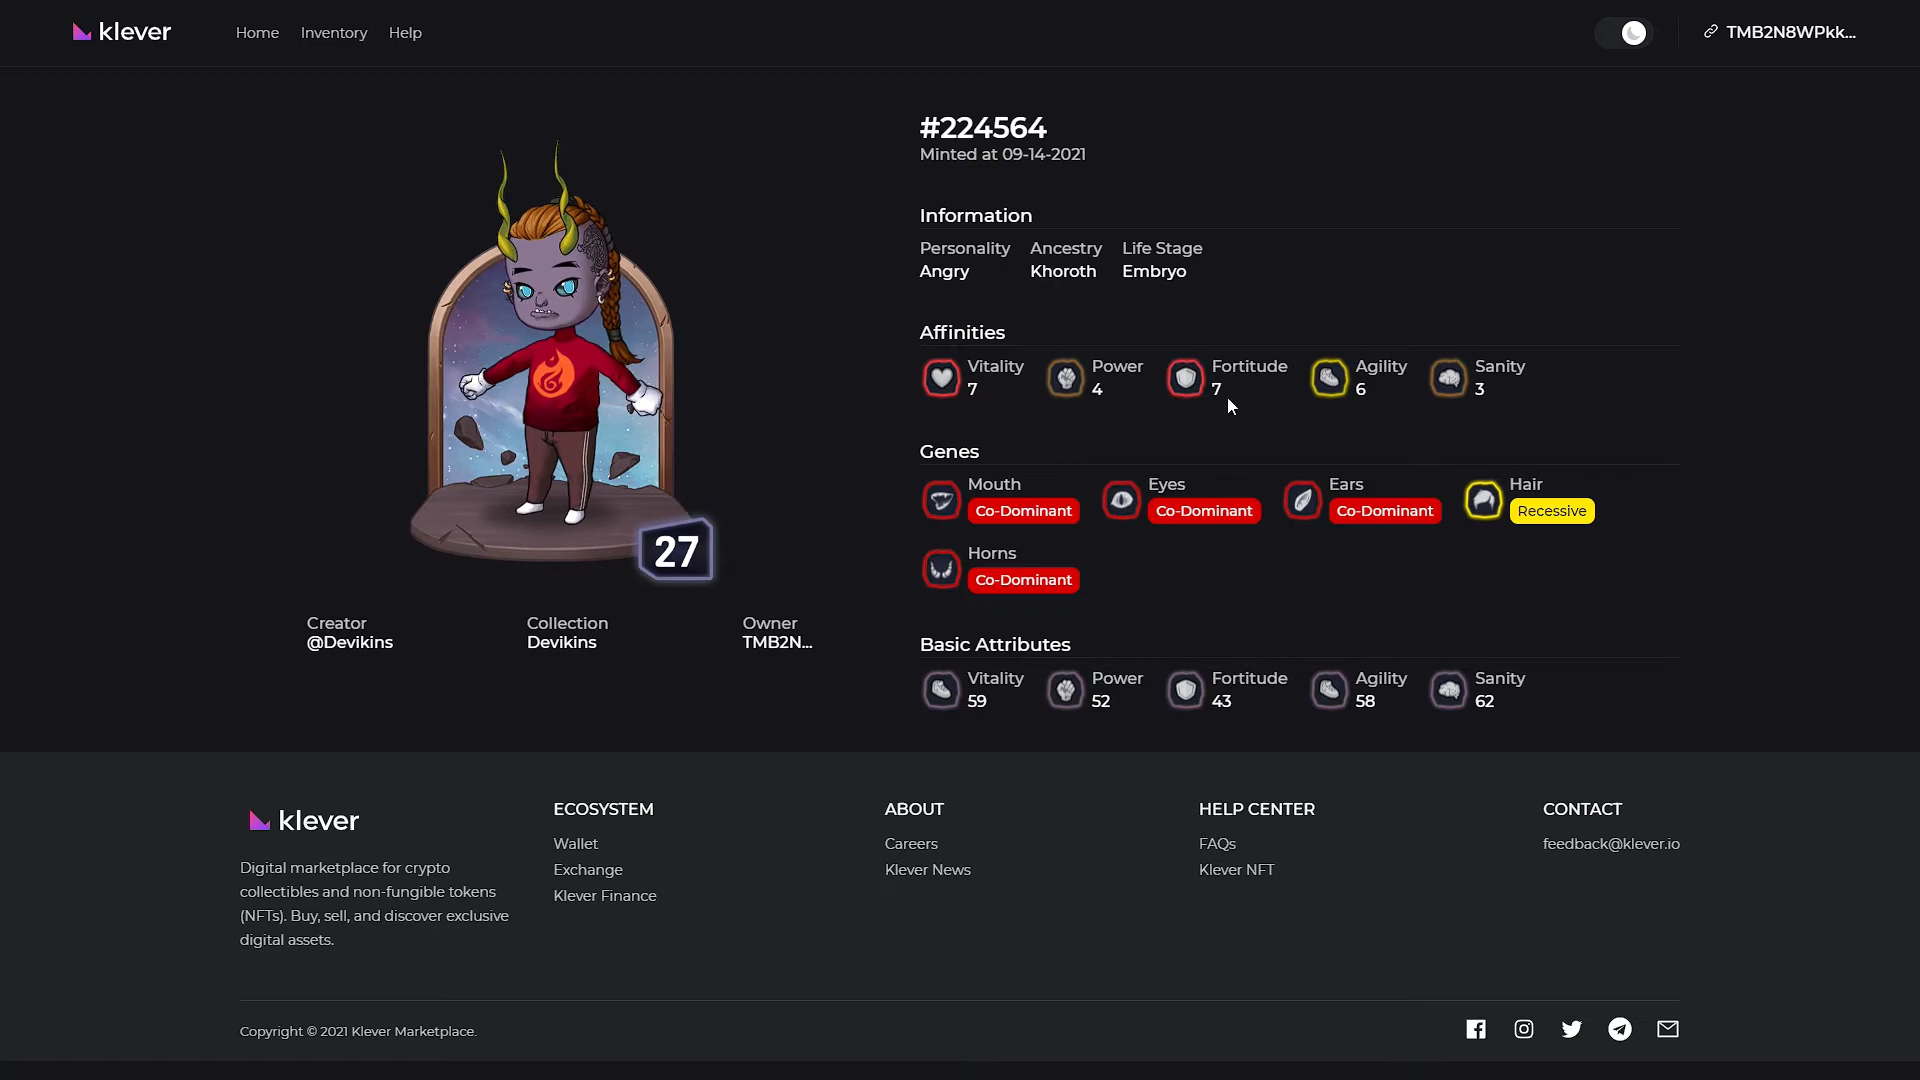 klever
Home
Inventory
Help
TMB2N8WPkk...
#224564
Minted at 09-14-2021
Information
Personality
Ancestry
Life Stage
Angry
Khoroth
Embryo
Affinities
Vitality
7
Power
4
Fortitude
7
Agility
6
Sanity
3
Genes
Mouth
Co-Dominant
Eyes
Co-Dominant
Ears
Co-Dominant
Hair
Recessive
Horns
Co-Dominant
27
Creator
@Devikins
Collection
Devikins
Owner
TMB2N...
Basic Attributes
Vitality
59
Power
52
Fortitude
43
Agility
58
Sanity
62
klever
Digital marketplace for crypto
collectibles and non-fungible tokens
(NFTs). Buy, sell, and discover exclusive
digital assets.
ECOSYSTEM
Wallet
Exchange
Klever Finance
ABOUT
Careers
Klever News
HELP CENTER
FAQs
Klever NFT
CONTACT
feedback@klever.io
Copyright © 2021 Klever Marketplace.